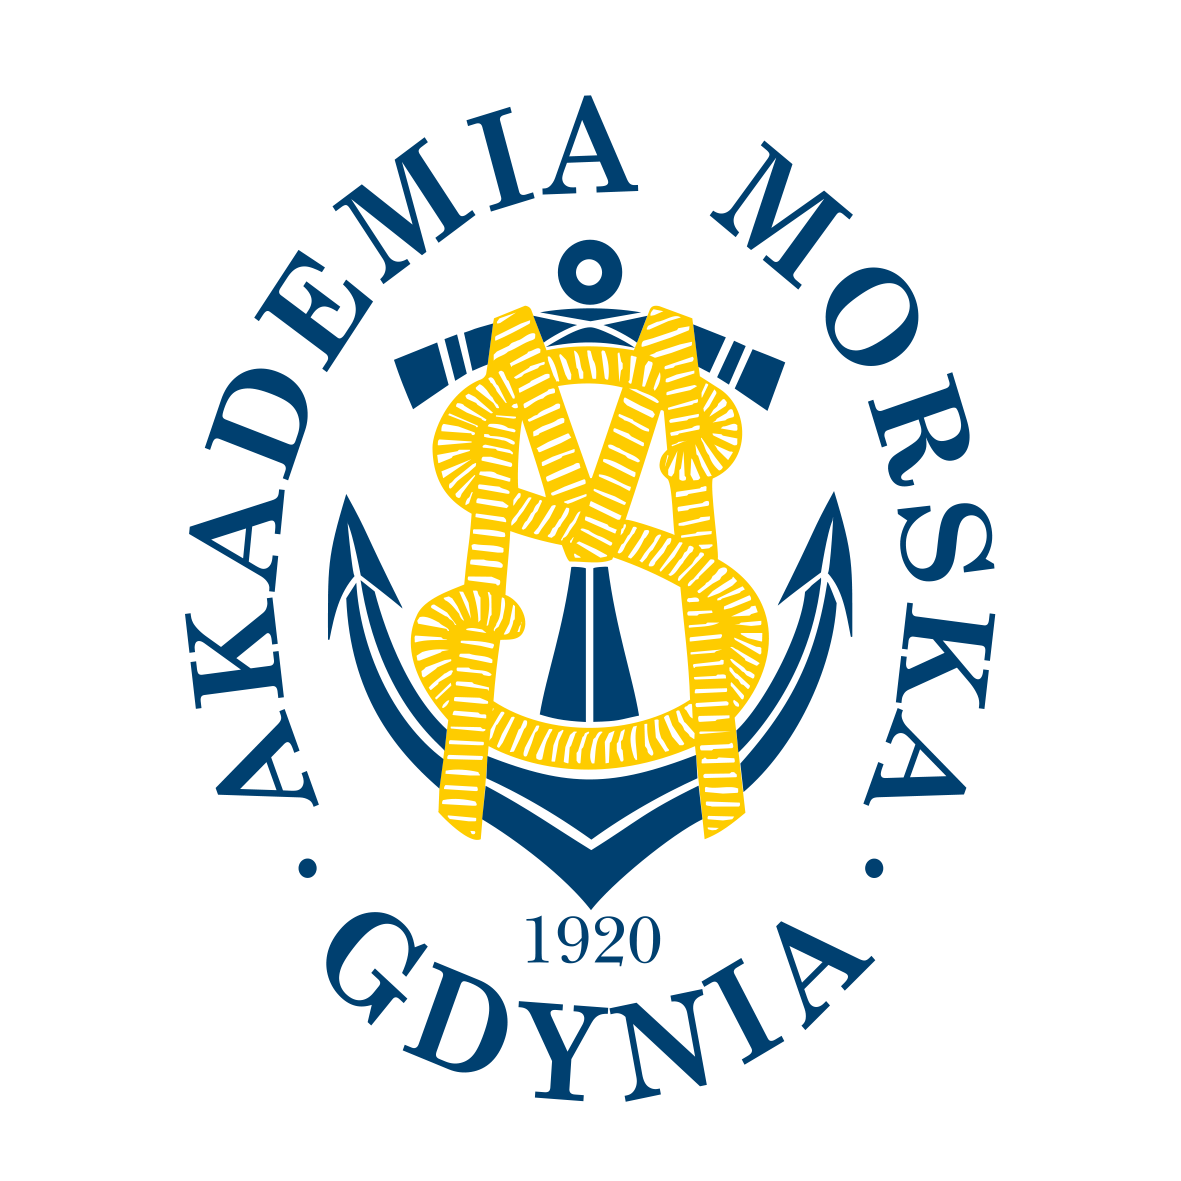 AKADEMIA MORSKA
1920
• GDYNIA •